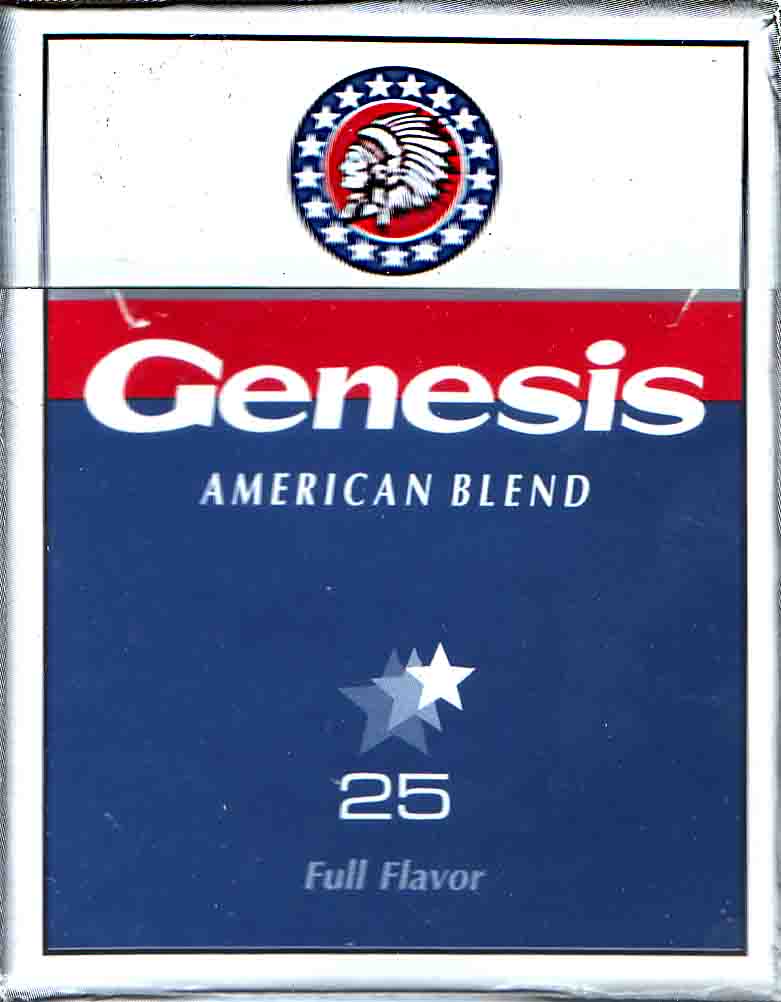 Genesis
AMERICAN BLEND
25
Full Flavor